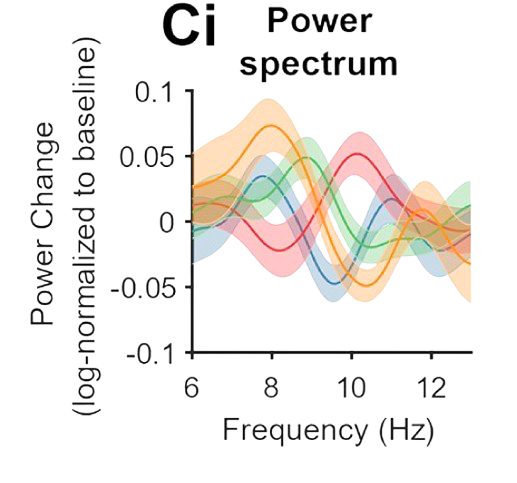 Ci
Power
spectrum
Power Change
(log-normalized to baseline)
0.1
0.05
0
-0.05
-0.1
6 8 10 12
Frequency (Hz)